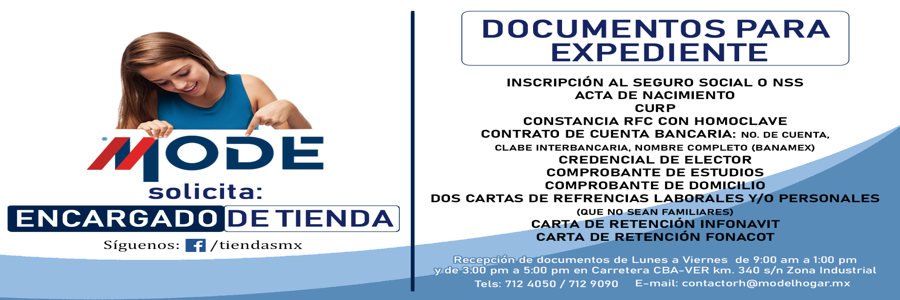 MODE
solicita:
ENCARGADO DE TIENDA
Síguenos: f /tiendasmx
DOCUMENTOS PARA
EXPEDIENTE
INSCRIPCIÓN AL SEGURO SOCIAL O NSS
ACTA DE NACIMIENTO
CURP
CONSTANCIA RFC CON HOMOCLAVE
CONTRATO DE CUENTA BANCARIA: NO. DE CUENTA,
CLABE INTERBANCARIA, NOMBRE COMPLETO (BANAMEX)
CREDENCIAL DE ELECTOR
COMPROBANTE DE ESTUDIOS
COMPROBANTE DE DOMICILIO
DOS CARTAS DE REFRENCIAS LABORALES Y/O PERSONALES
(QUE NO SEAN FAMILIARES)
CARTA DE RETENCIÓN INFONAVIT
CARTA DE RETENCIÓN FONACOT
Recepción de documentos de Lunes a Viernes de 9:00 am a 1:00 pm
y de 3:00 pm a 5:00 pm en Carretera CBA-VER km. 340 s/n Zona Industrial
Tels: 712 4050 / 712 9090 E-mail: contactorh@modelhogar.mx